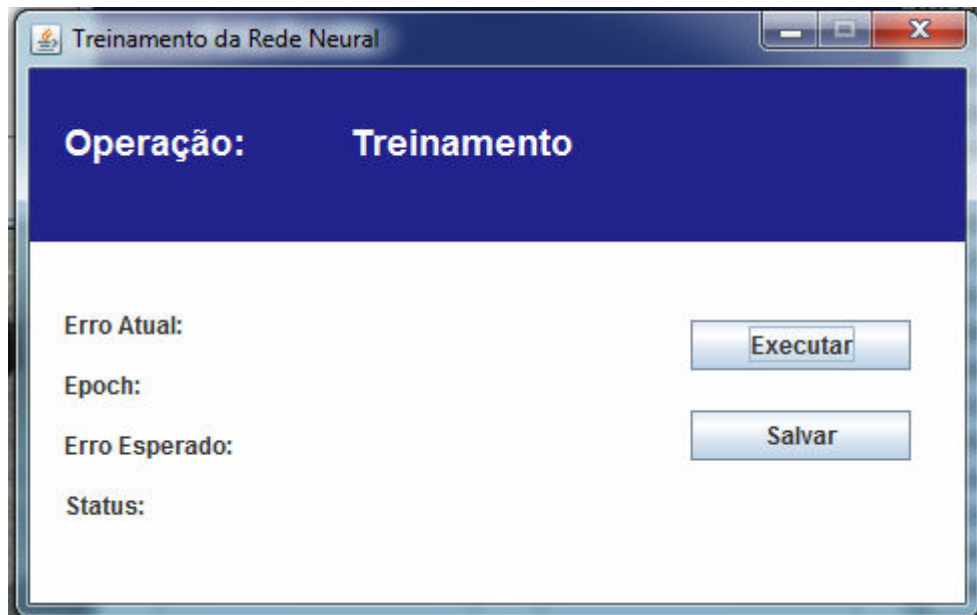 Treinamento da Rede Neural
Operação: Treinamento
Erro Atual:
Executar
Epoch:
Salvar
Erro Esperado:
Status: